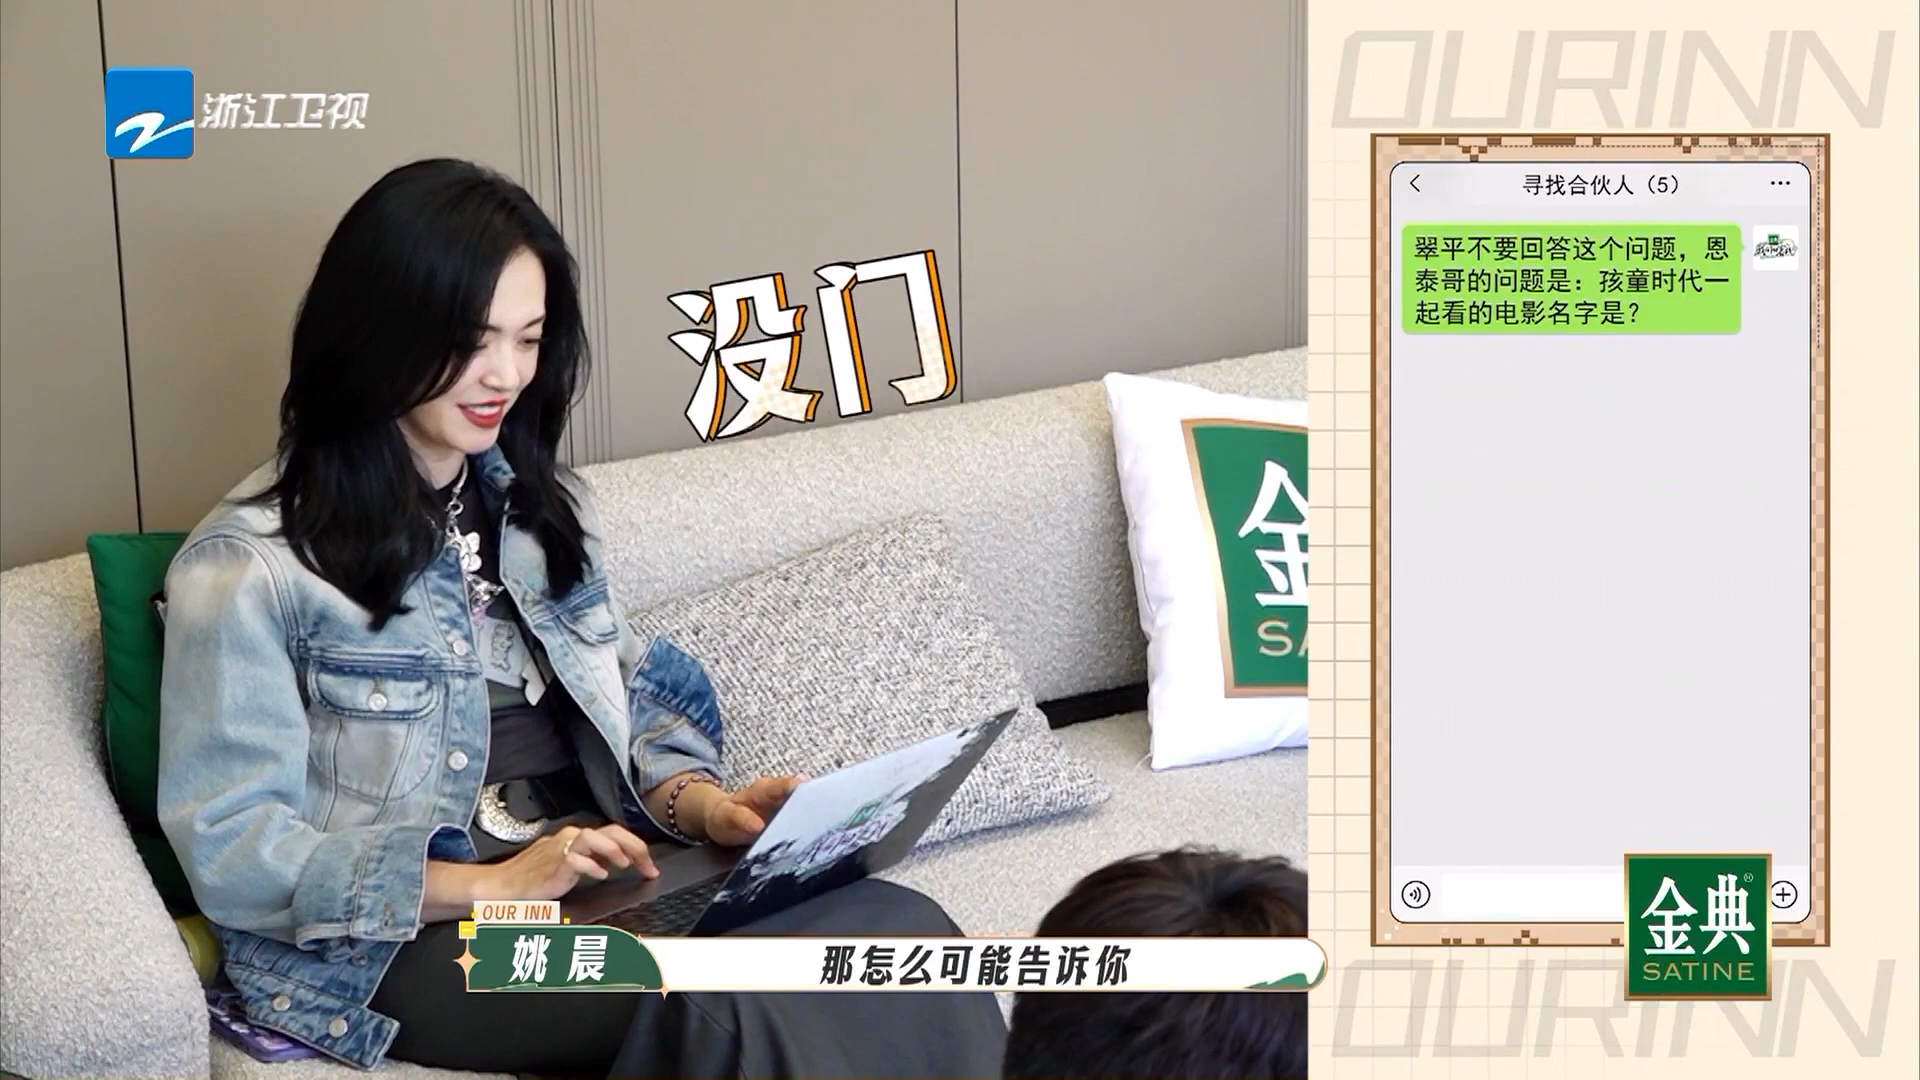 浙江卫视
没门
金
SA
OUR INN
姚晨
那怎么可能告诉你
OURINN
寻找合伙人（5）
翠平不要回答这个问题，恩
泰哥的问题是：孩童时代一
起看的电影名字是？
金典®
SATINE
OURINN